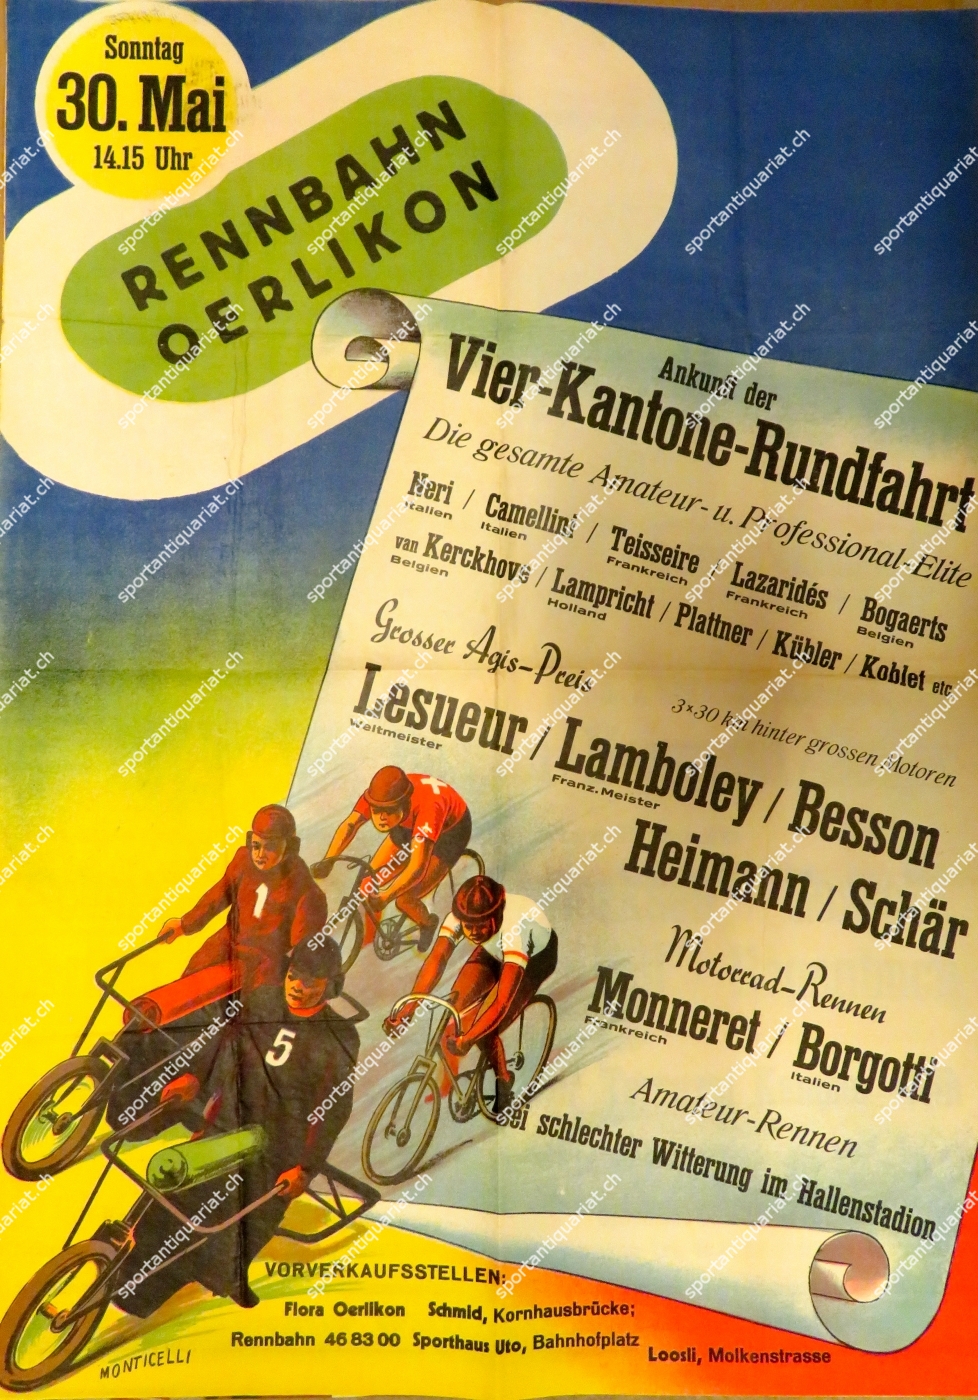 Sonntag
30. Mai
14.15 Uhr
RENNBAHN
OERLIKON
Ankunft der
Vier-Kantone-Rundfahrt
Die gesamte Amateur- u. Professional-Elite
Neri / Camellini / Teisseire / Lazaridés / Bogaerts
Italien Italien Frankreich Frankreich Belgien
van Kerckhove / Lampricht / Plattner / Kübler / Koblet etc.
Belgien Holland
Grosser Agis-Preis
3×30 km hinter grossen Motoren
Lesueur / Lamboley / Besson
Weltmeister Franz. Meister
Heimann / Schär
Motorrad-Rennen
Monneret / Borgotti
Frankreich Italien
Amateur-Rennen
Bei schlechter Witterung im Hallenstadion
1
5
VORVERKAUFSSTELLEN:
Flora Oerlikon Schmid, Kornhausbrücke;
Rennbahn 46 83 00 Sporthaus Uto, Bahnhofplatz
Loosli, Molkenstrasse
MONTICELLI
sportantiquariat.ch